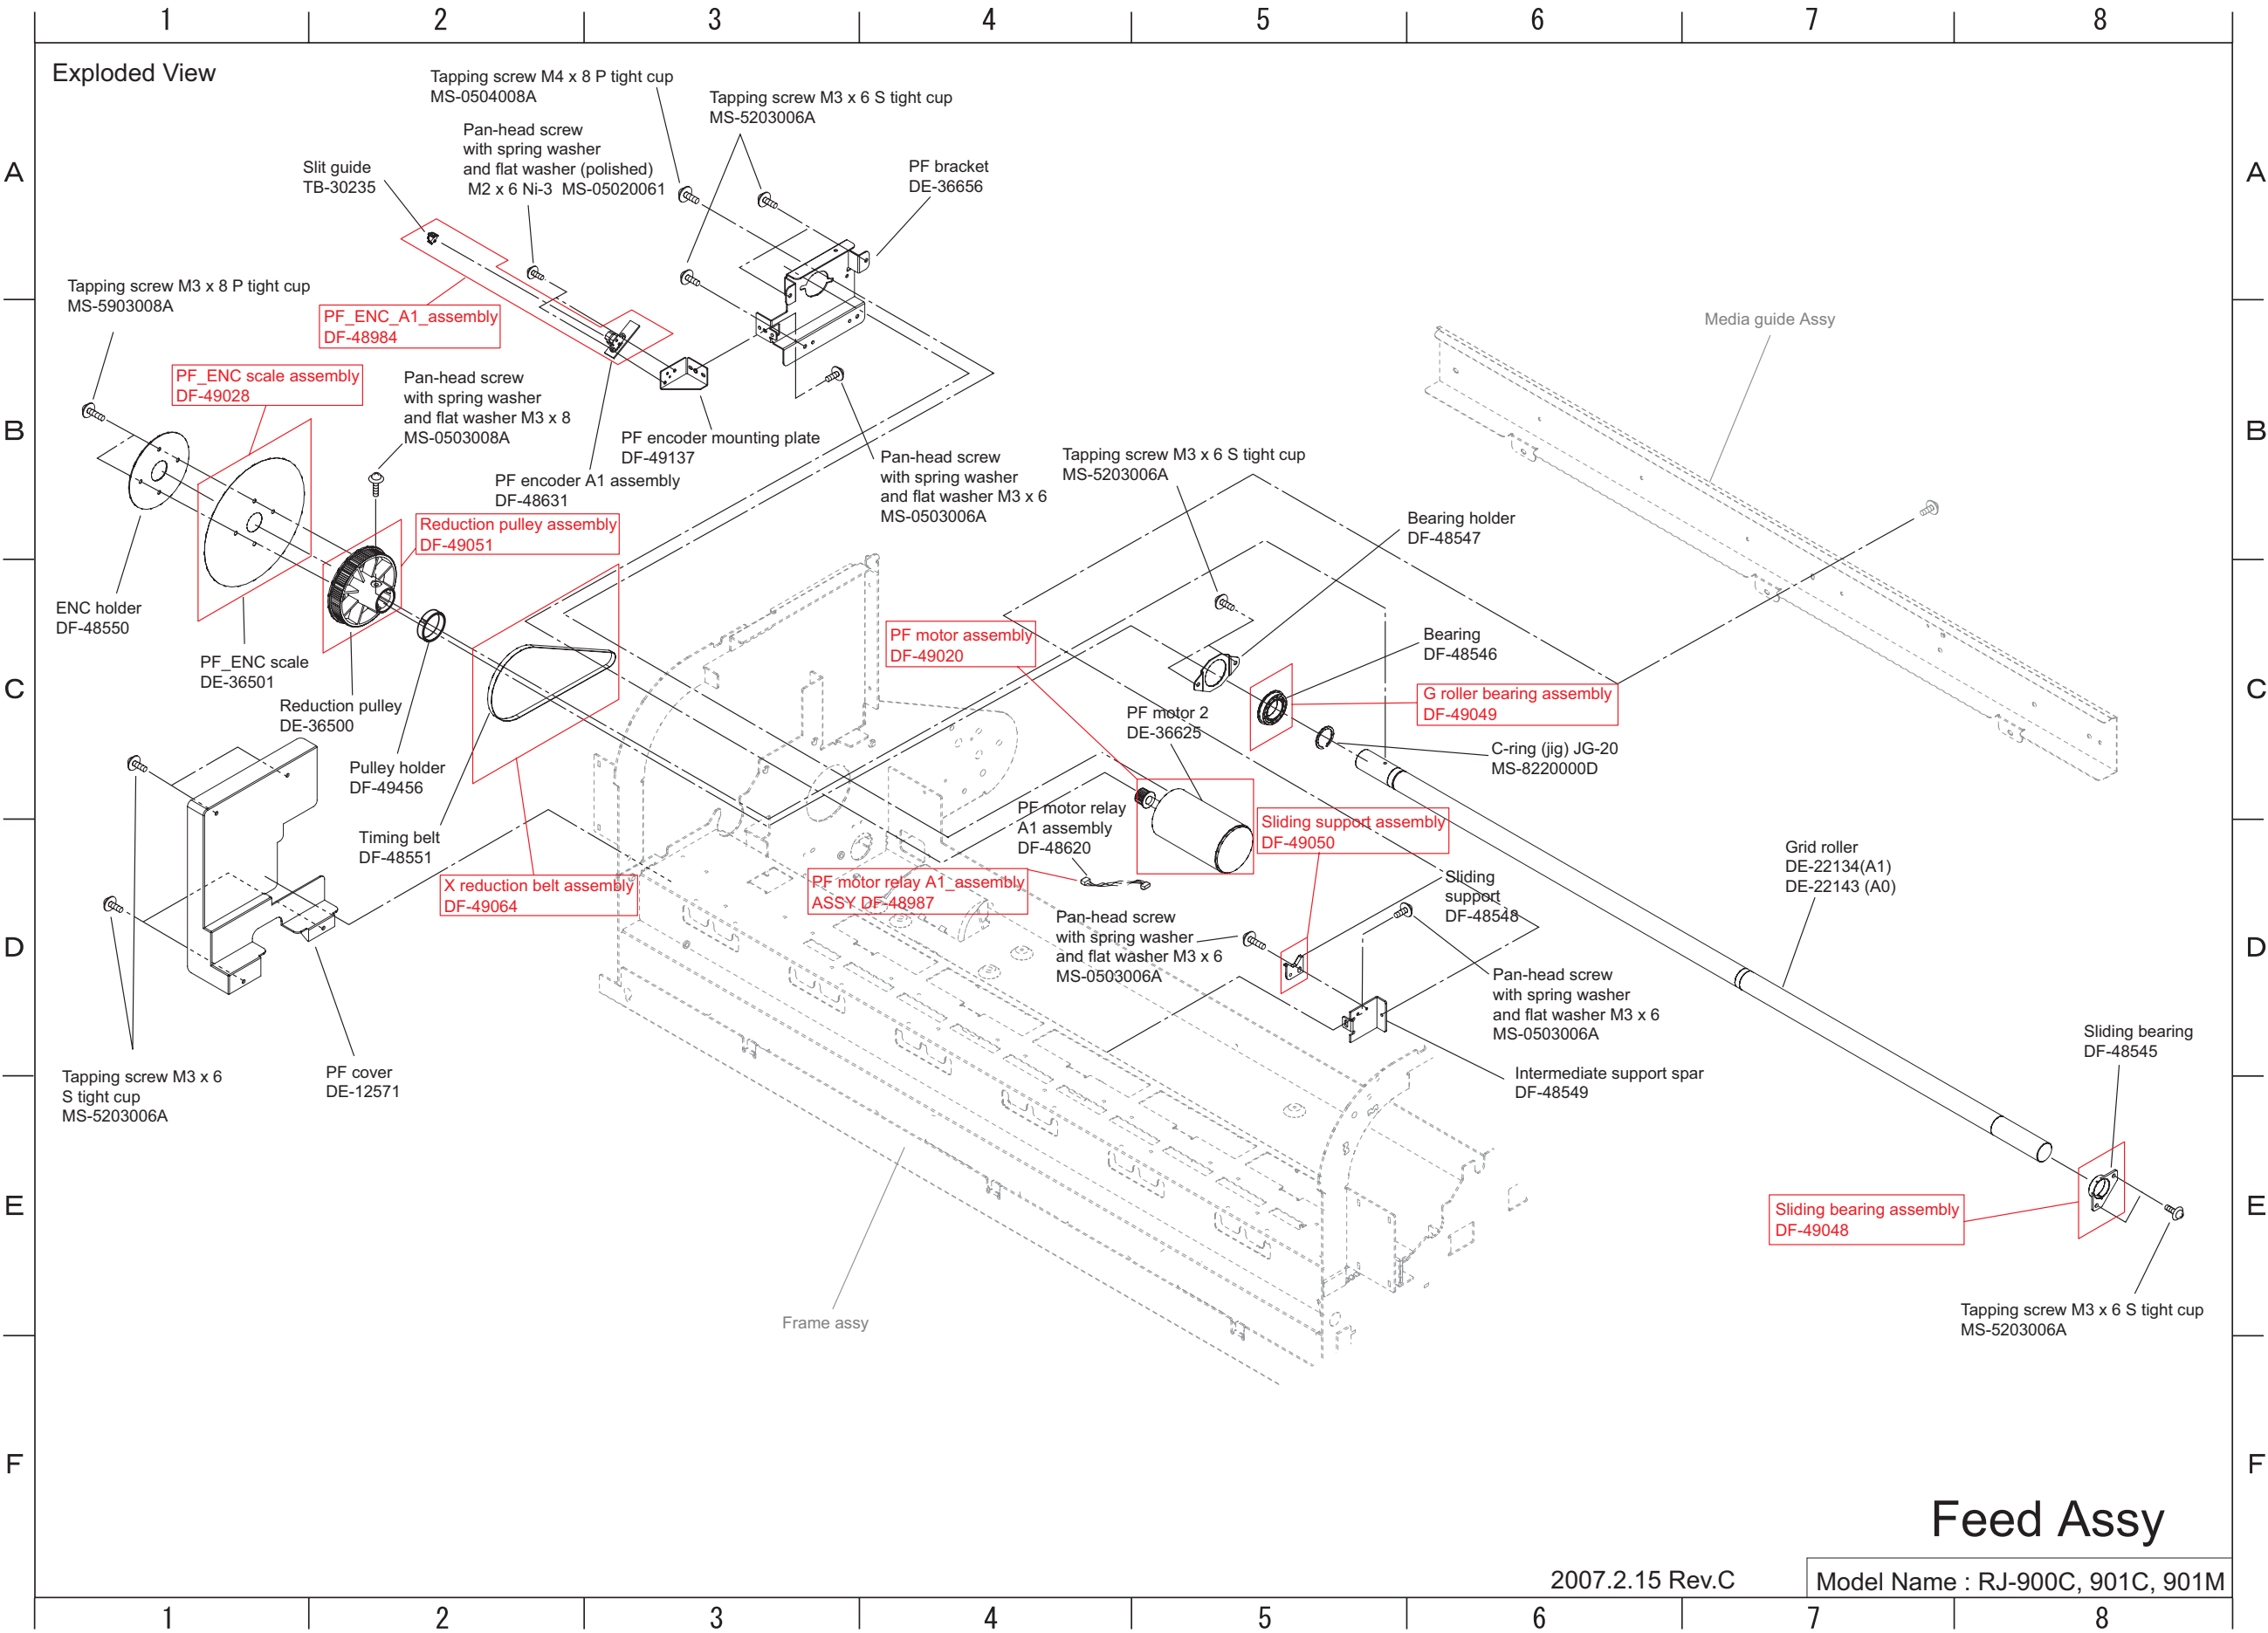 1 2 3 4 5 6 7 8
Exploded View
Tapping screw M4 x 8 P tight cup
MS-0504008A
Tapping screw M3 x 6 S tight cup
MS-5203006A
Pan-head screw
with spring washer
and flat washer (polished)
M2 x 6 Ni-3 MS-05020061
Slit guide
TB-30235
PF bracket
DE-36656
A
A
Tapping screw M3 x 8 P tight cup
MS-5903008A
PF_ENC_A1_assembly
DF-48984
Media guide Assy
PF_ENC scale assembly
DF-49028
Pan-head screw
with spring washer
and flat washer M3 x 8
MS-0503008A
B
B
PF encoder mounting plate
DF-49137
PF encoder A1 assembly
DF-48631
Pan-head screw
with spring washer
and flat washer M3 x 6
MS-0503006A
Tapping screw M3 x 6 S tight cup
MS-5203006A
Reduction pulley assembly
DF-49051
Bearing holder
DF-48547
ENC holder
DF-48550
PF motor assembly
DF-49020
Bearing
DF-48546
PF_ENC scale
DE-36501
G roller bearing assembly
DF-49049
C
C
Reduction pulley
DE-36500
PF motor 2
DE-36625
C-ring (jig) JG-20
MS-8220000D
Pulley holder
DF-49456
PF motor relay
A1 assembly
DF-48620
Sliding support assembly
DF-49050
Timing belt
DF-48551
Grid roller
DE-22134(A1)
DE-22143 (A0)
X reduction belt assembly
DF-49064
PF motor relay A1_assembly
ASSY DF-48987
Sliding
support
DF-48548
Pan-head screw
with spring washer
and flat washer M3 x 6
MS-0503006A
D
D
Pan-head screw
with spring washer
and flat washer M3 x 6
MS-0503006A
Sliding bearing
DF-48545
Tapping screw M3 x 6
S tight cup
MS-5203006A
PF cover
DE-12571
Intermediate support spar
DF-48549
E
E
Sliding bearing assembly
DF-49048
Frame assy
Tapping screw M3 x 6 S tight cup
MS-5203006A
F
F
Feed Assy
2007.2.15 Rev.C
Model Name : RJ-900C, 901C, 901M
1 2 3 4 5 6 7 8